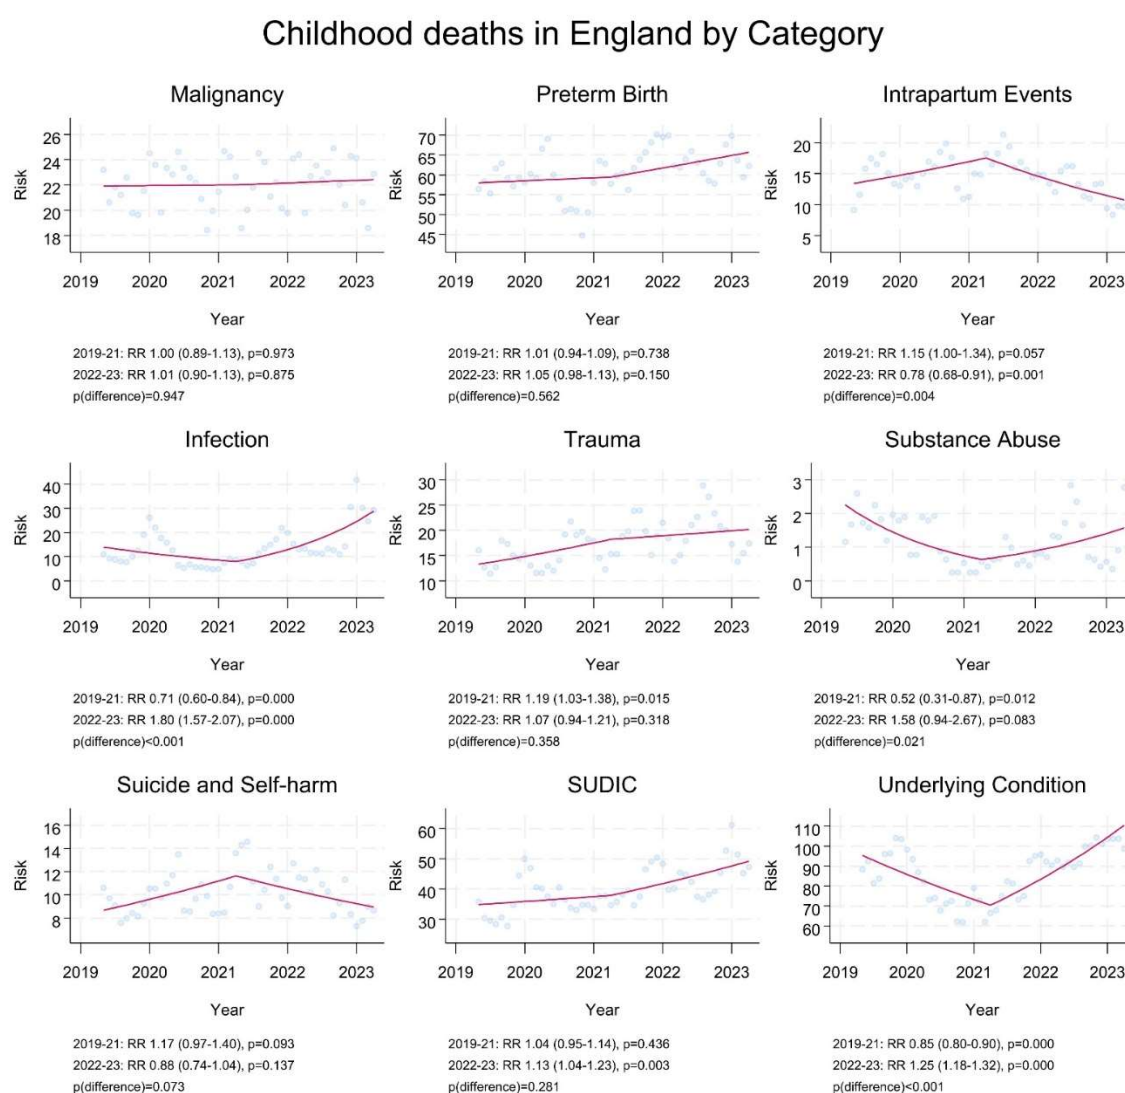 Childhood deaths in England by Category
Malignancy
Risk
26
24
22
20
18
2019 2020 2021 2022 2023
Year
2019-21: RR 1.00 (0.89-1.13), p=0.973
2022-23: RR 1.01 (0.90-1.13), p=0.875
p(difference)=0.947
Preterm Birth
Risk
70
65
60
55
50
45
2019 2020 2021 2022 2023
Year
2019-21: RR 1.01 (0.94-1.09), p=0.738
2022-23: RR 1.05 (0.98-1.13), p=0.150
p(difference)=0.562
Intrapartum Events
Risk
20
15
10
5
2019 2020 2021 2022 2023
Year
2019-21: RR 1.15 (1.00-1.34), p=0.057
2022-23: RR 0.78 (0.68-0.91), p=0.001
p(difference)=0.004
Infection
Risk
40
30
20
10
0
2019 2020 2021 2022 2023
Year
2019-21: RR 0.71 (0.60-0.84), p=0.000
2022-23: RR 1.80 (1.57-2.07), p=0.000
p(difference)<0.001
Trauma
Risk
30
25
20
15
10
2019 2020 2021 2022 2023
Year
2019-21: RR 1.19 (1.03-1.38), p=0.015
2022-23: RR 1.07 (0.94-1.21), p=0.318
p(difference)=0.358
Substance Abuse
Risk
3
2
1
0
2019 2020 2021 2022 2023
Year
2019-21: RR 0.52 (0.31-0.87), p=0.012
2022-23: RR 1.58 (0.94-2.67), p=0.083
p(difference)=0.021
Suicide and Self-harm
Risk
16
14
12
10
8
2019 2020 2021 2022 2023
Year
2019-21: RR 1.17 (0.97-1.40), p=0.093
2022-23: RR 0.88 (0.74-1.04), p=0.137
p(difference)=0.073
SUDIC
Risk
60
50
40
30
2019 2020 2021 2022 2023
Year
2019-21: RR 1.04 (0.95-1.14), p=0.436
2022-23: RR 1.13 (1.04-1.23), p=0.003
p(difference)=0.281
Underlying Condition
Risk
110
100
90
80
70
60
2019 2020 2021 2022 2023
Year
2019-21: RR 0.85 (0.80-0.90), p=0.000
2022-23: RR 1.25 (1.18-1.32), p=0.000
p(difference)<0.001